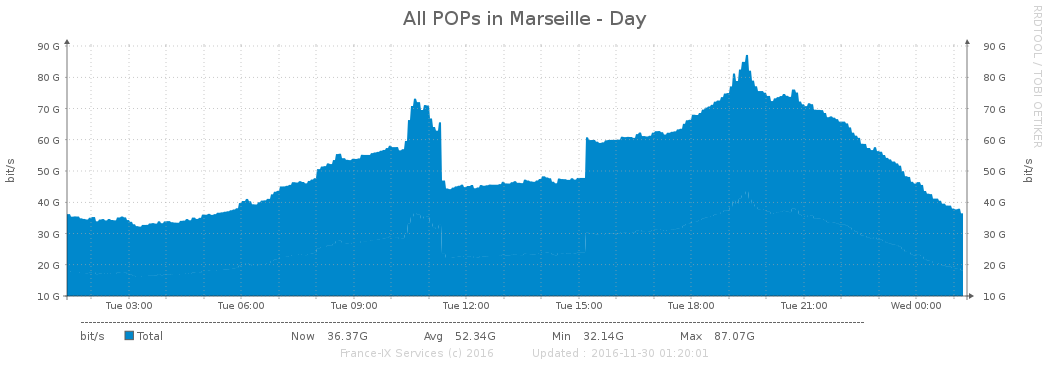 All POPs in Marseille - Day
RRDTOOL / TOBI OETIKER
90 G 90 G
80 G 80 G
70 G 70 G
60 G 60 G
50 G 50 G
40 G 40 G
30 G 30 G
20 G 20 G
10 G 10 G
bit/s
bit/s
Tue 03:00 Tue 06:00 Tue 09:00 Tue 12:00 Tue 15:00 Tue 18:00 Tue 21:00 Wed 00:00
bit/s Total Now 36.37G Avg 52.34G Min 32.14G Max 87.07G
France-IX Services (c) 2016 Updated : 2016-11-30 01:20:01